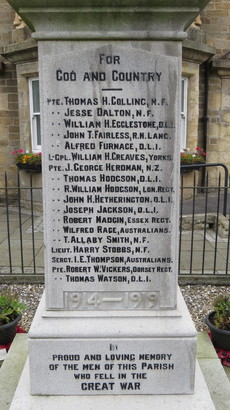 FOR
GOD AND COUNTRY
PTE. THOMAS H. COLLING, N.F.
" JESSE DALTON, N.F.
" WILLIAM H. ECCLESTONE, D.L.I.
" JOHN T. FAIRLESS, R.M. LANC.
" ALFRED FURNACE, D.L.I.
L-CPL. WILLIAM H. GREAVES, YORKS.
PTE. J. GEORGE HERDMAN, N.Z.
" THOMAS HODGSON, D.L.I.
" R. WILLIAM HODGSON, LON. REGT.
" JOHN H. HETHERINGTON, D.L.I.
" JOSEPH JACKSON, D.L.I.
" ROBERT MADGIN, ESSEX REGT.
" WILFRED RAGE, AUSTRALIANS.
" T. ALLABY SMITH, N.F.
LIEUT. HARRY STOBBS, N.F.
SERGT. I.E. THOMPSON, AUSTRALIANS.
PTE. ROBERT W. VICKERS, DORSET REGT.
" THOMAS WATSON, D.L.I.
1914-1919
IN
PROUD AND LOVING MEMORY
OF THE MEN OF THIS PARISH
WHO FELL IN THE
GREAT WAR